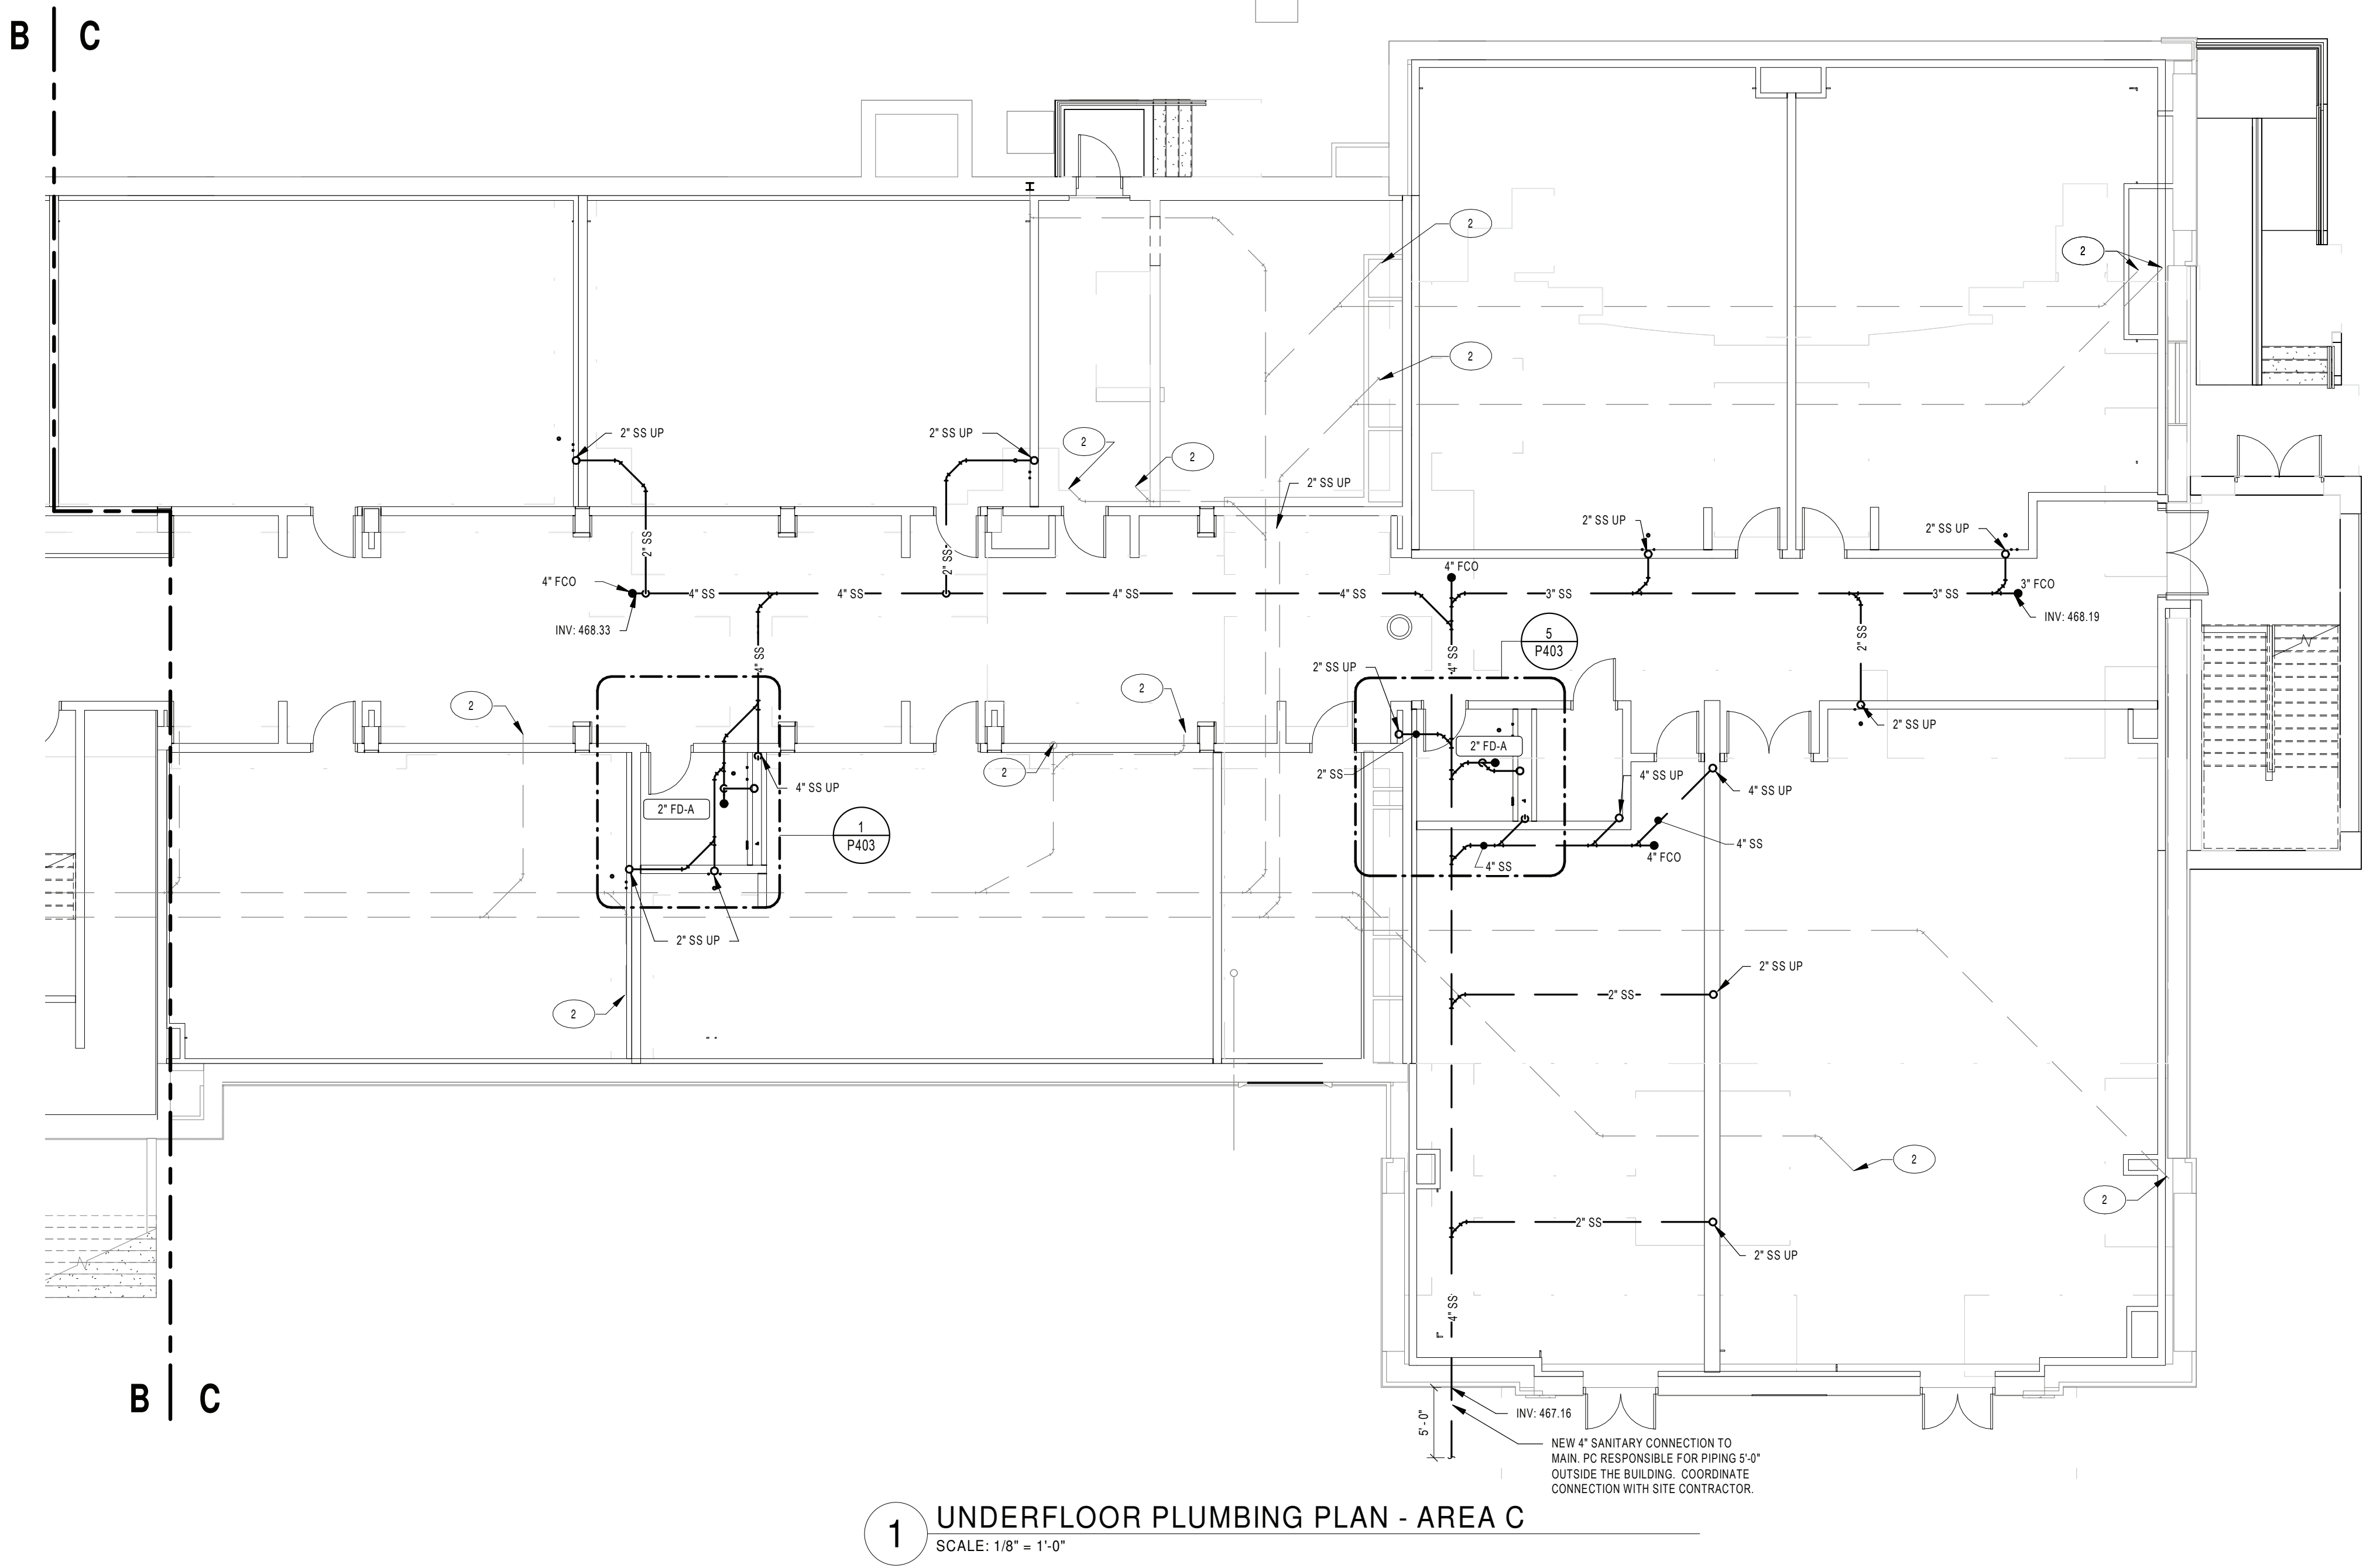 B C
2
2
2
2" SS UP
2" SS UP
2
2
2
2" SS UP
2" SS UP
2" SS UP
2" SS
2" SS
4" FCO
4" SS
4" SS
4" SS
4" SS
4" FCO
3" SS
3" SS
3" FCO
INV: 468.33
INV: 468.19
5
P403
2" SS
4" SS
4" SS
2" SS UP
2
2
2" SS UP
2" FD-A
2" SS
2
4" SS UP
4" SS UP
4" SS UP
2" FD-A
1
P403
4" SS
4" FCO
4" SS
2" SS UP
2" SS UP
2" SS
2
2
2
2" SS
2" SS UP
4" SS
B C
5'-0"
INV: 467.16
NEW 4" SANITARY CONNECTION TO
MAIN. PC RESPONSIBLE FOR PIPING 5'-0"
OUTSIDE THE BUILDING. COORDINATE
CONNECTION WITH SITE CONTRACTOR.
1 UNDERFLOOR PLUMBING PLAN - AREA C
SCALE: 1/8" = 1'-0"